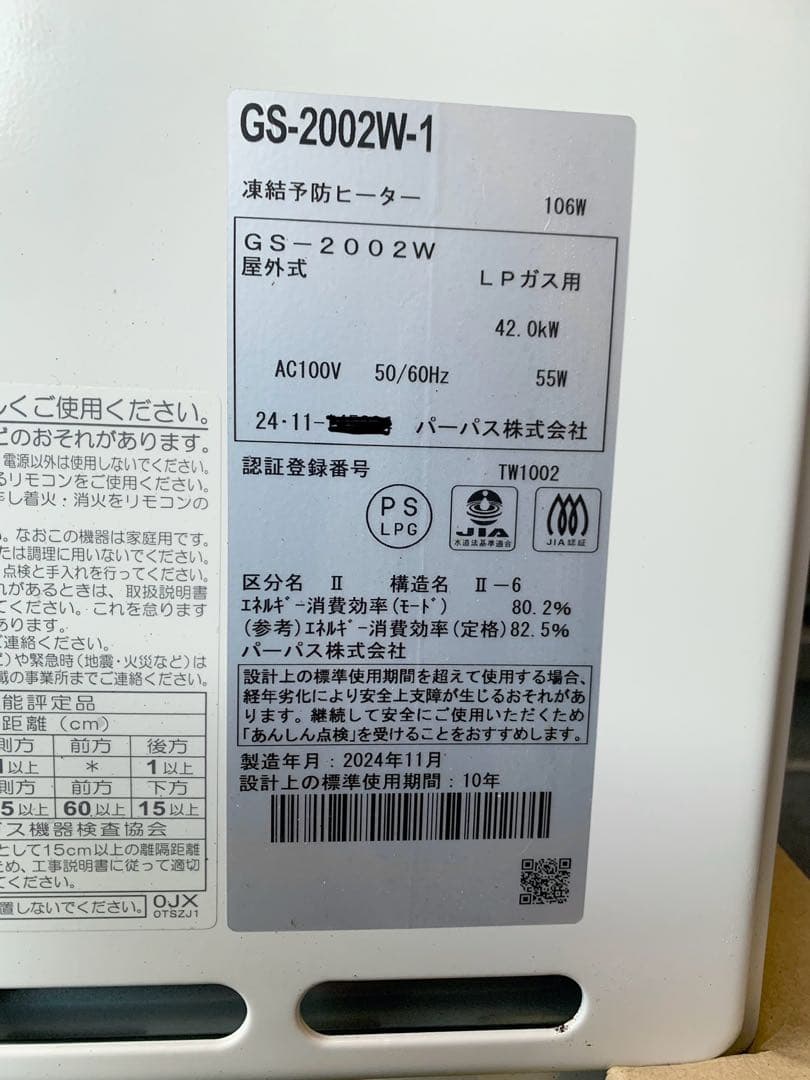 GS-2002W-1
凍結予防ヒーター 106W
GS-2002W
屋外式 LPガス用
42.0kW
AC100V 50/60Hz 55W
24・11- パーパス株式会社
認証登録番号 TW1002
PS LPG
JIA 水道法基準適合
JIA認証
区分名 Ⅱ 構造名 Ⅱ-6
エネルギー消費効率(モード) 80.2%
(参考)エネルギー消費効率(定格)82.5%
パーパス株式会社
設計上の標準使用期間を超えて使用する場合、
経年劣化により安全上支障が生じるおそれがあ
ります。継続して安全にご使用いただくため
「あんしん点検」を受けることをおすすめします。
製造年月：2024年11月
設計上の標準使用期間：10年
しくご使用ください。
どのおそれがあります。
電源以外は使用しないでください。
るリモコンをご使用ください。
し着火・消火をリモコンの
。なおこの機器は家庭用です。
たは調理に用いないでください。
点検と手入れを行ってください。
れがあるときは、取扱説明書
てください。これを怠ります
あります。
ご連絡ください。
)や緊急時(地震・火災など)は
載の事業所までご連絡ください。
能評定品
距離(cm)
側方 前方 後方
以上 * 1以上
側方 前方 下方
5以上 60以上 15以上
ス機器検査協会
として15cm以上の離隔距離
ため、工事説明書に従って適切
てください。
置しないでください。 OJX
OTSZJ1